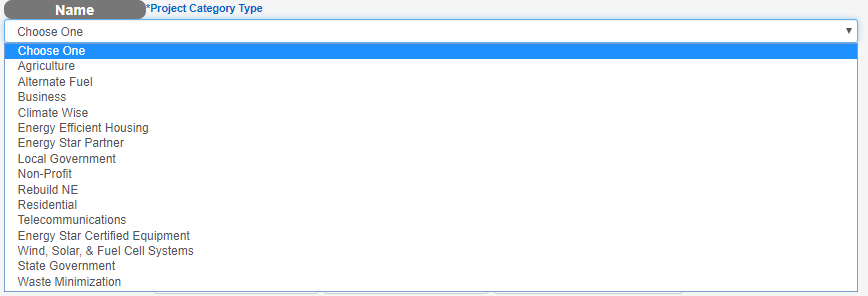 Name
*Project Category Type
Choose One
Choose One
Agriculture
Alternate Fuel
Business
Climate Wise
Energy Efficient Housing
Energy Star Partner
Local Government
Non-Profit
Rebuild NE
Residential
Telecommunications
Energy Star Certified Equipment
Wind, Solar, & Fuel Cell Systems
State Government
Waste Minimization